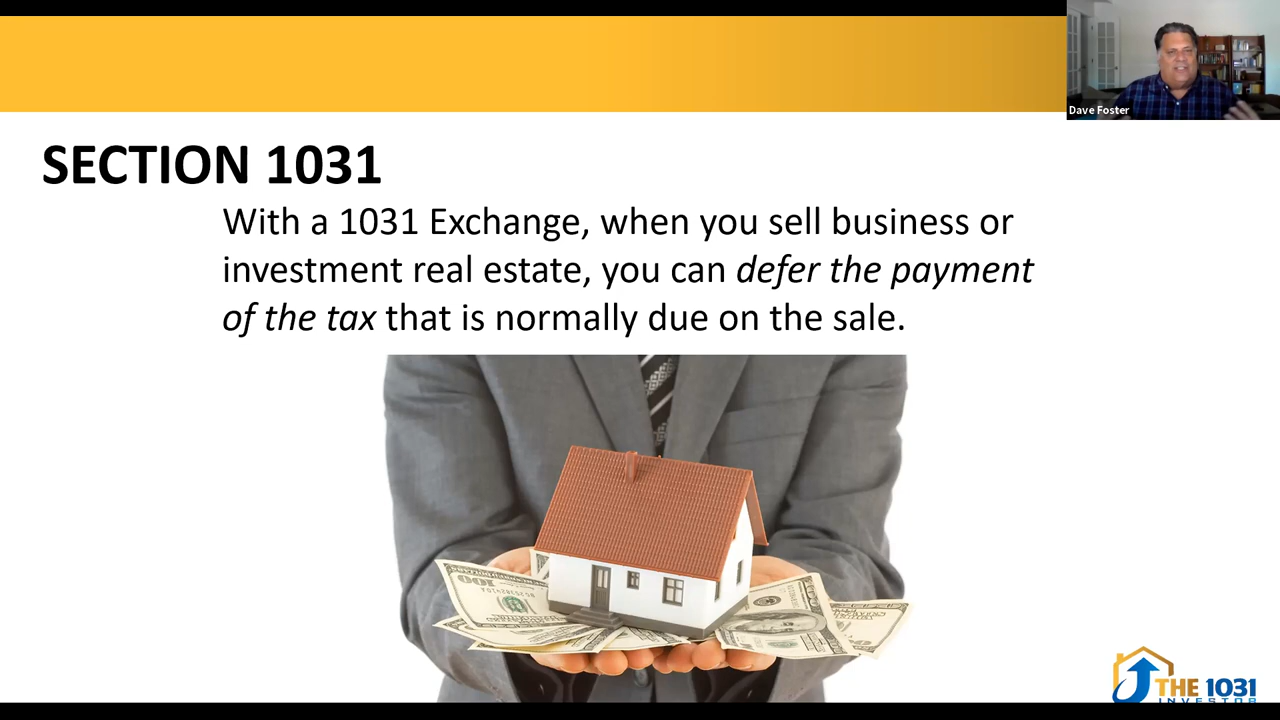 Dave Foster
SECTION 1031
With a 1031 Exchange, when you sell business or
investment real estate, you can defer the payment
of the tax that is normally due on the sale.
100
THE 1031
INVESTOR